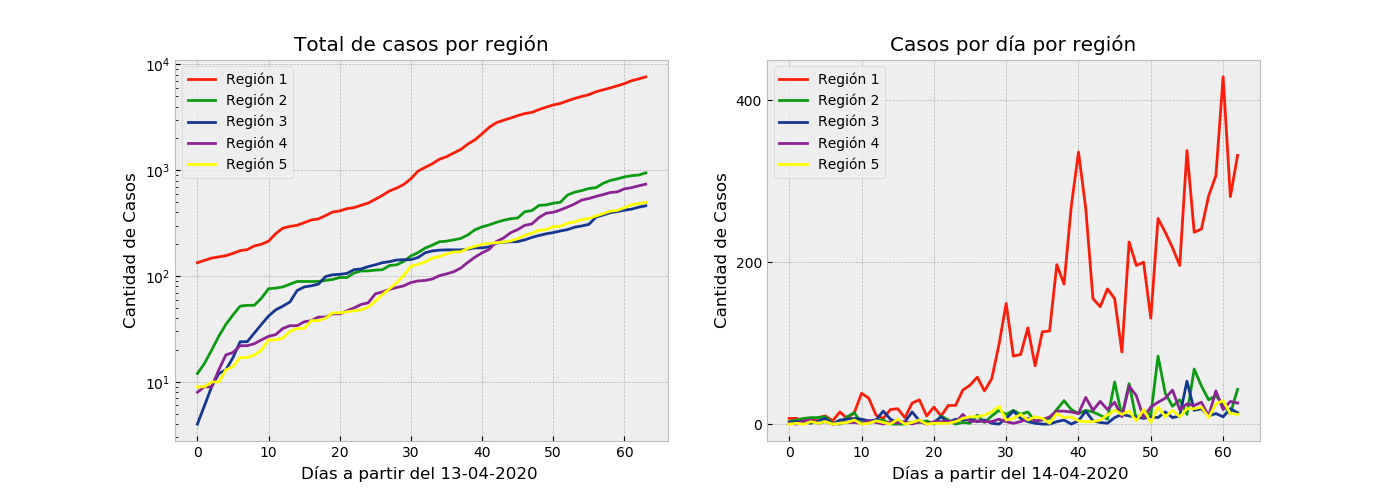 Total de casos por región
Cantidad de Casos
10^4
10^3
10^2
10^1
Región 1
Región 2
Región 3
Región 4
Región 5
0 10 20 30 40 50 60
Días a partir del 13-04-2020
Casos por día por región
Cantidad de Casos
400
200
0
Región 1
Región 2
Región 3
Región 4
Región 5
0 10 20 30 40 50 60
Días a partir del 14-04-2020